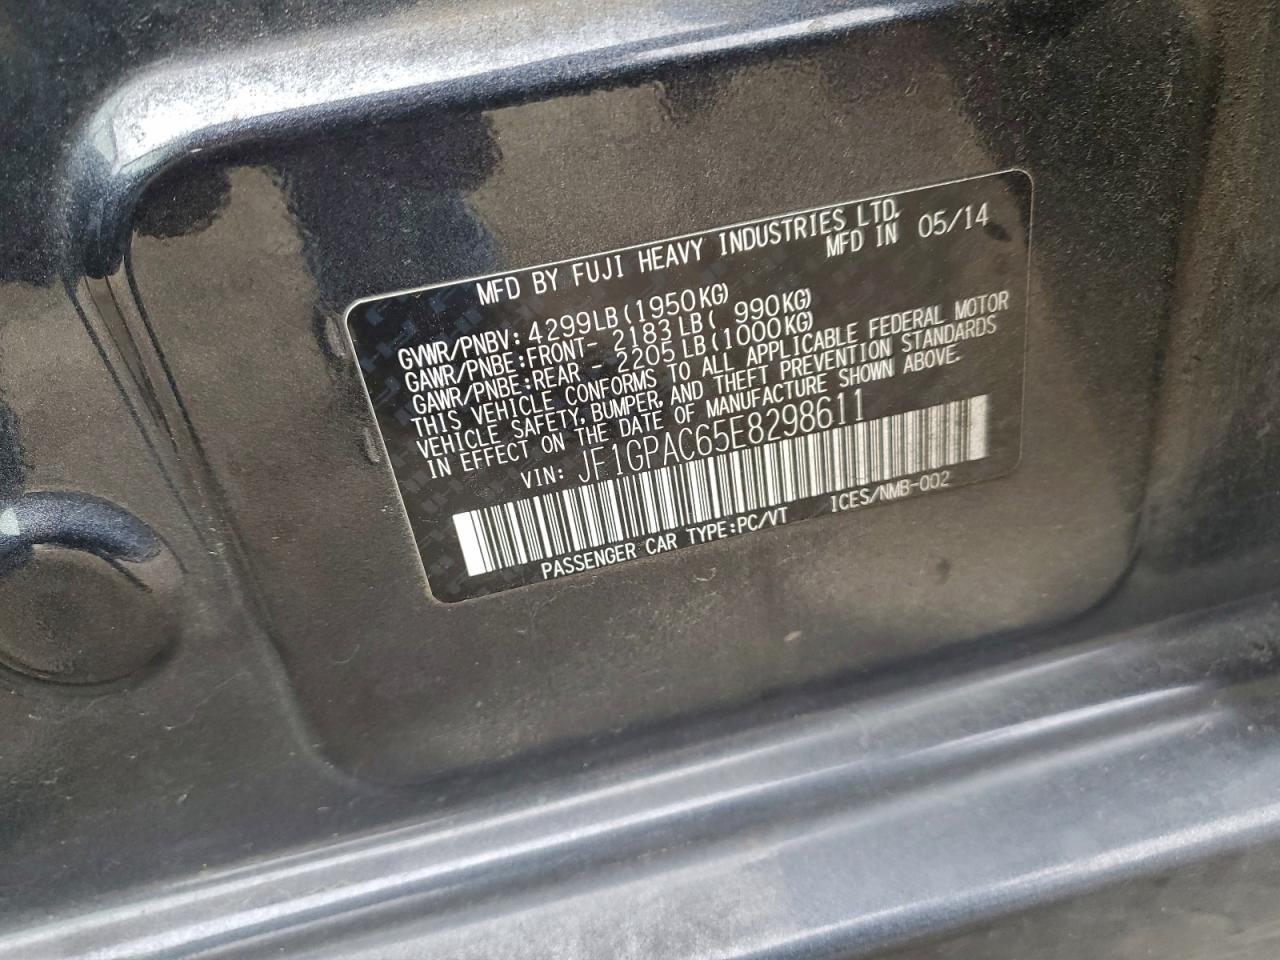 MFD BY FUJI HEAVY INDUSTRIES LTD.
MFD IN 05/14
GVWR/PNBV: 4299LB(1950KG)
GAWR/PNBE:FRONT- 2183LB( 990KG)
GAWR/PNBE:REAR - 2205LB(1000KG)
THIS VEHICLE CONFORMS TO ALL APPLICABLE FEDERAL MOTOR
VEHICLE SAFETY, BUMPER, AND THEFT PREVENTION STANDARDS
IN EFFECT ON THE DATE OF MANUFACTURE SHOWN ABOVE.
VIN: JF1GPAC65E8298611
PASSENGER CAR TYPE:PC/VT ICES/NMB-002